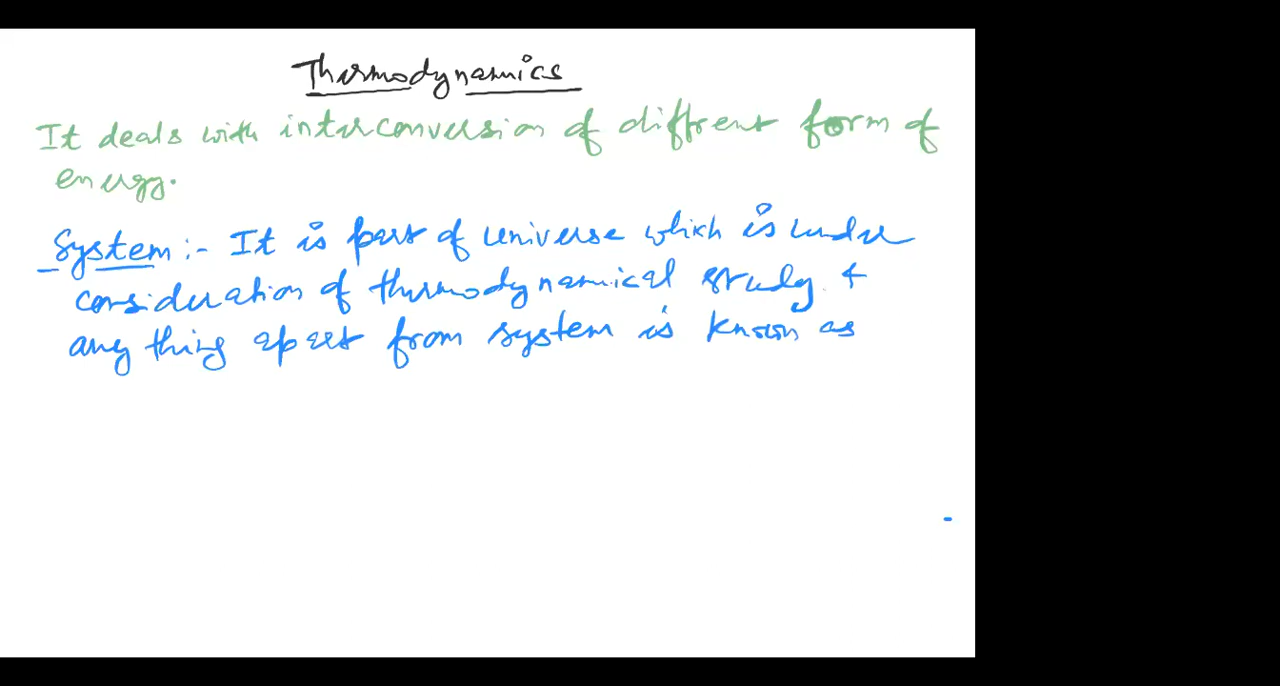 Thermodynamics
It deals with interconversion of different form of
energy.
System :- It is part of universe which is under
consideration of thermodynamical study &
any thing apart from system is known as